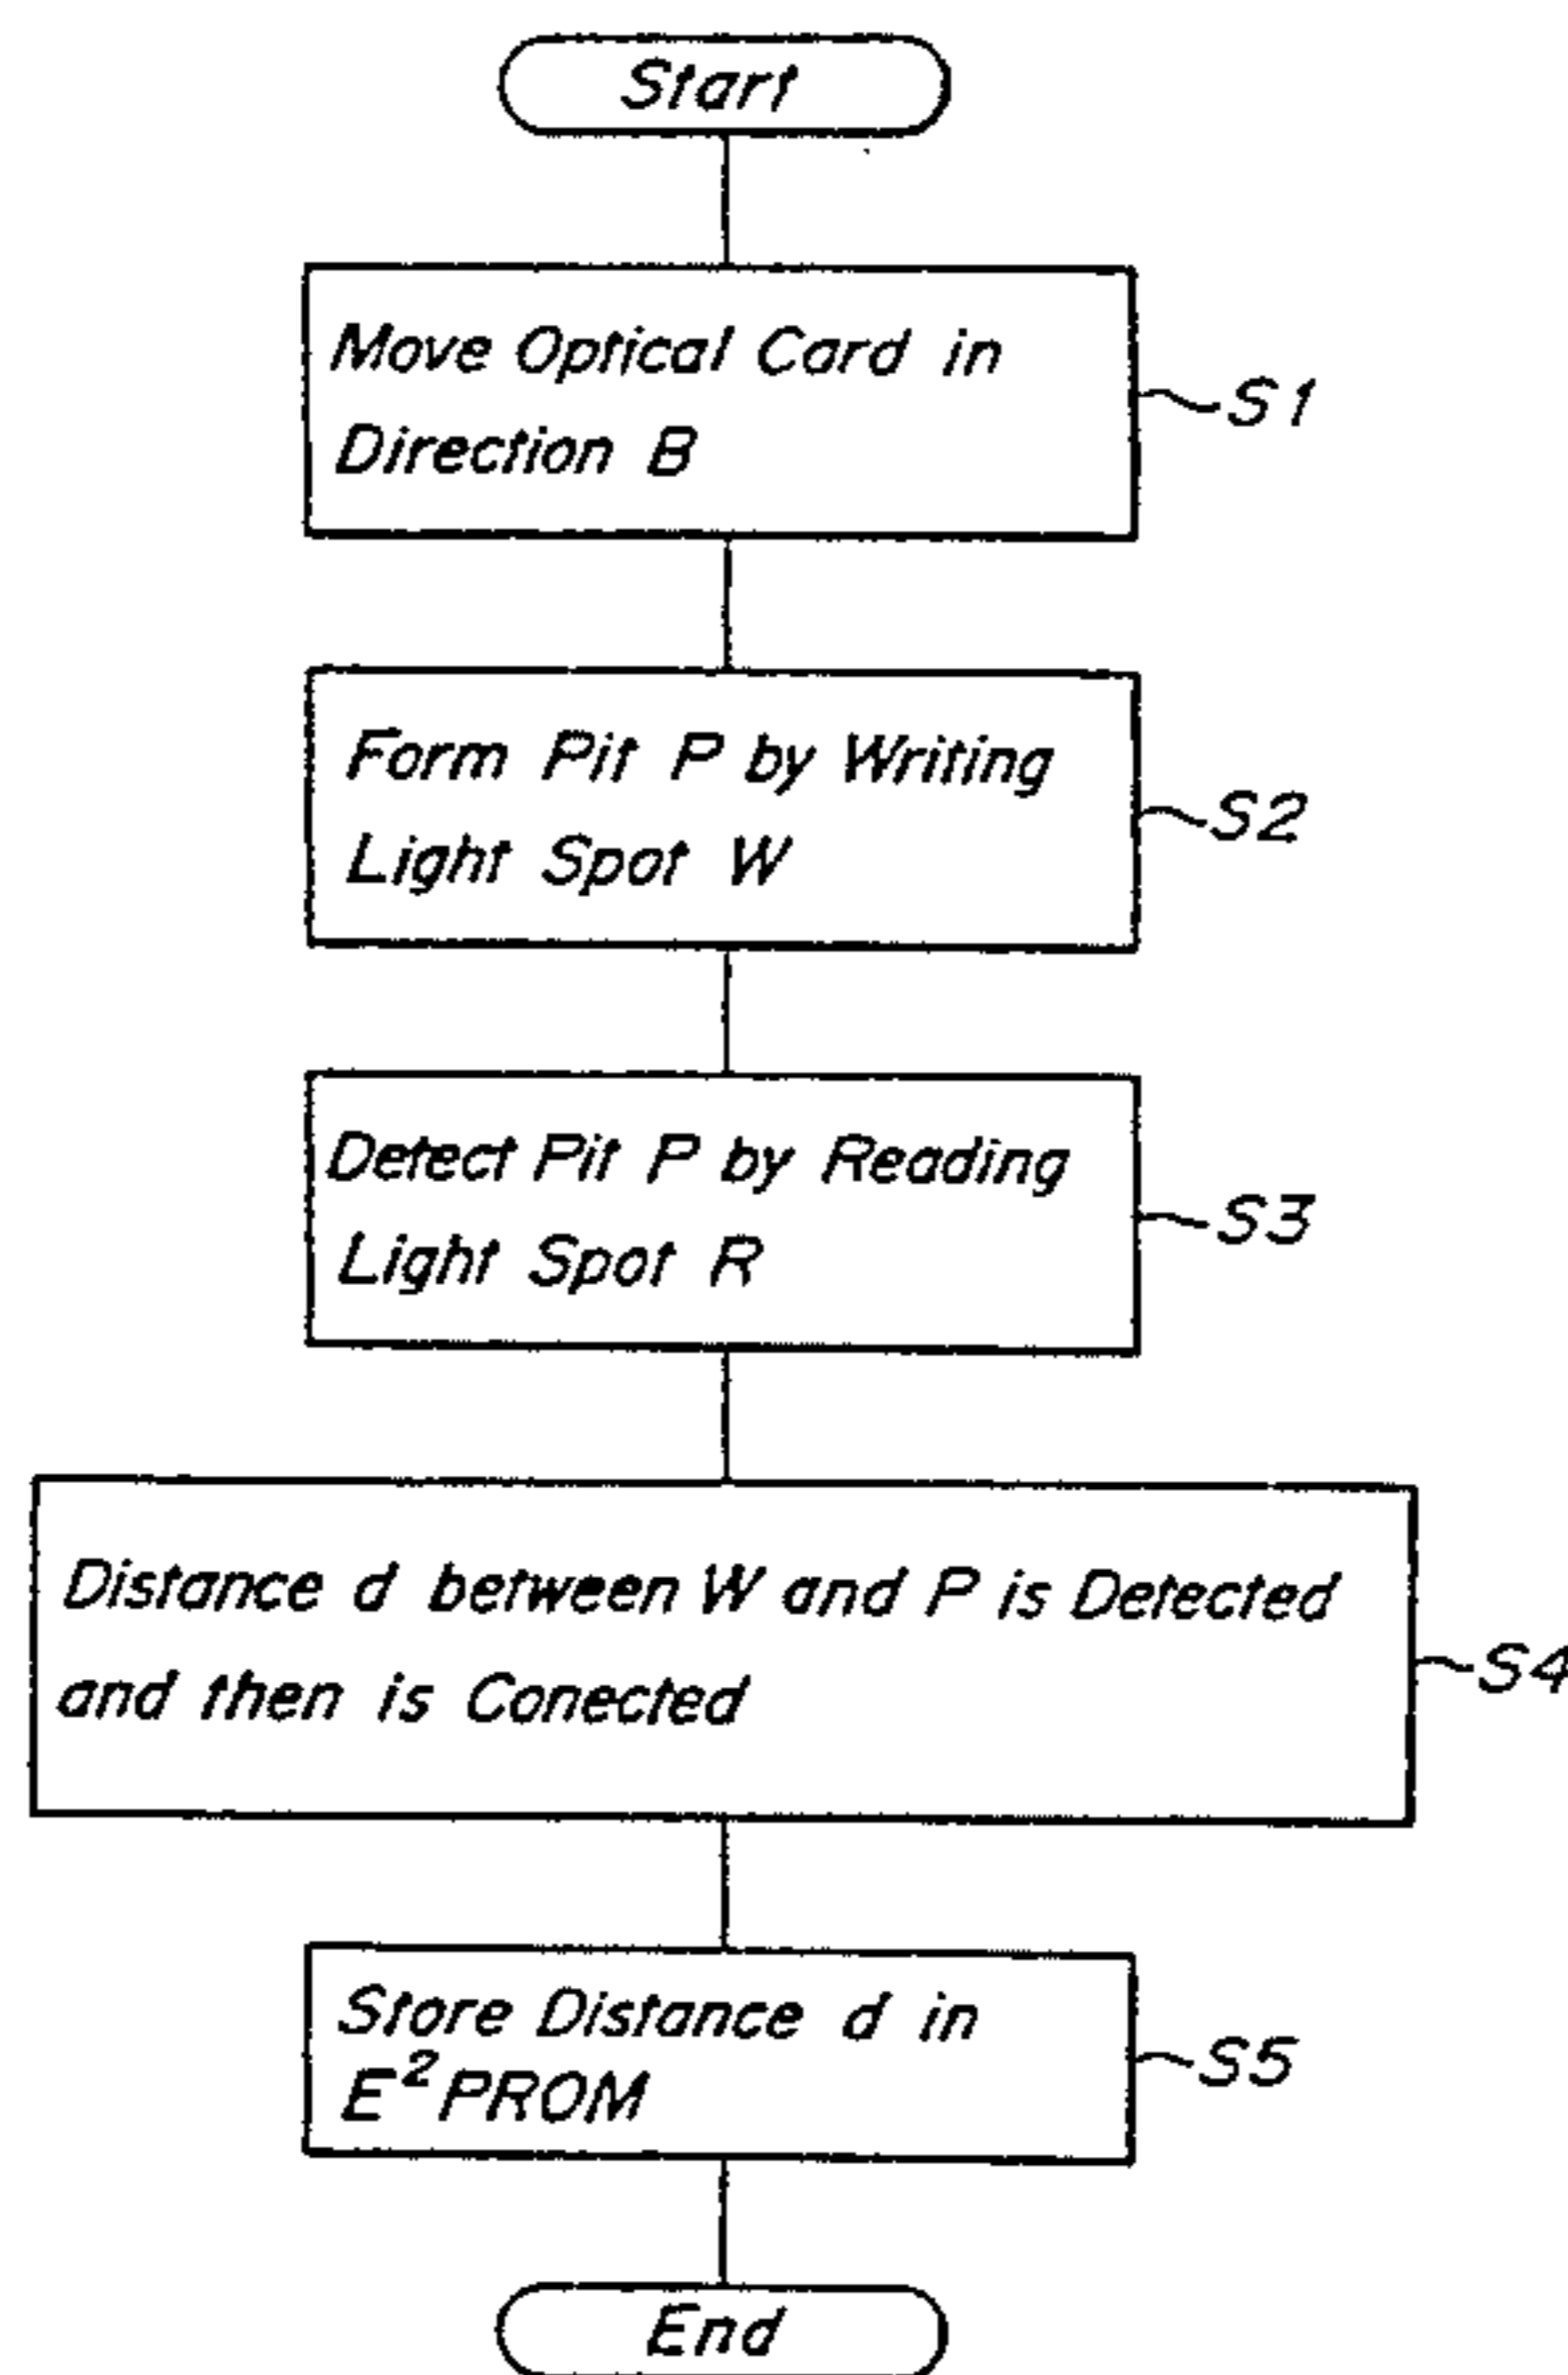 Start
Move Optical Card in
Direction B
S1
Form Pit P by Writing
Light Spot W
S2
Detect Pit P by Reading
Light Spot R
S3
Distance d between W and P is Detected
and then is Conected
S4
Store Distance d in
E²PROM
S5
End